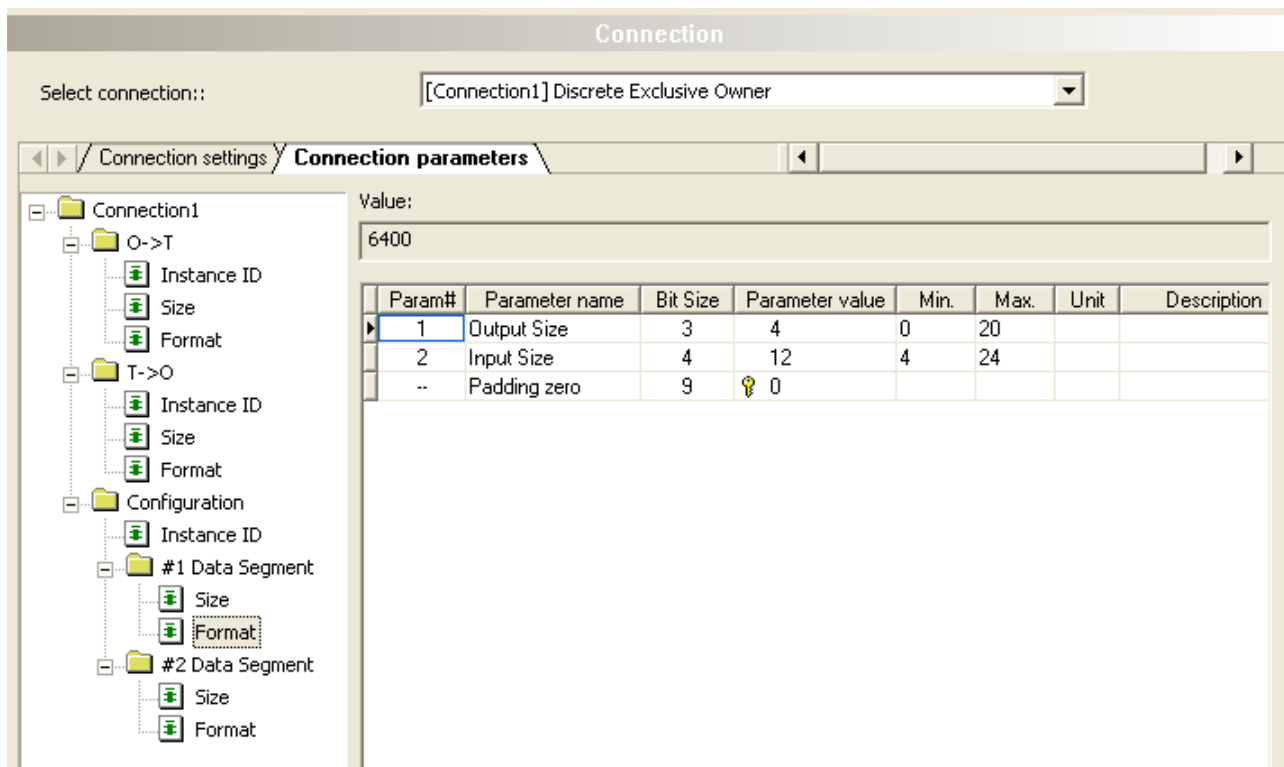 Connection
Select connection:: [Connection1] Discrete Exclusive Owner
Connection settings Connection parameters
Connection1
O->T
Instance ID
Size
Format
T->O
Instance ID
Size
Format
Configuration
Instance ID
#1 Data Segment
Size
Format
#2 Data Segment
Size
Format
Value:
6400
Param# Parameter name Bit Size Parameter value Min. Max. Unit Description
1 Output Size 3 4 0 20
2 Input Size 4 12 4 24
-- Padding zero 9 0